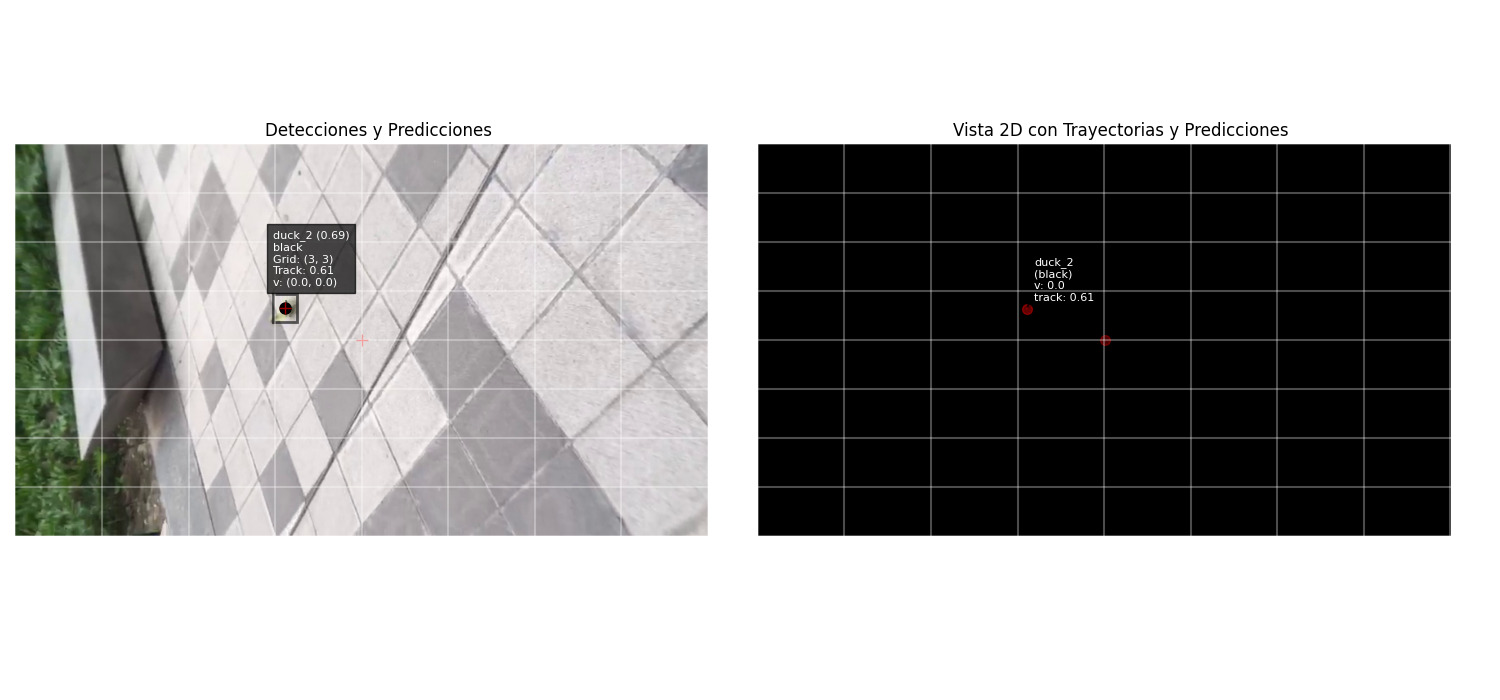 Detecciones y Predicciones
duck_2 (0.69)
black
Grid: (3, 3)
Track: 0.61
v: (0.0, 0.0)
Vista 2D con Trayectorias y Predicciones
duck_2
(black)
v: 0.0
track: 0.61